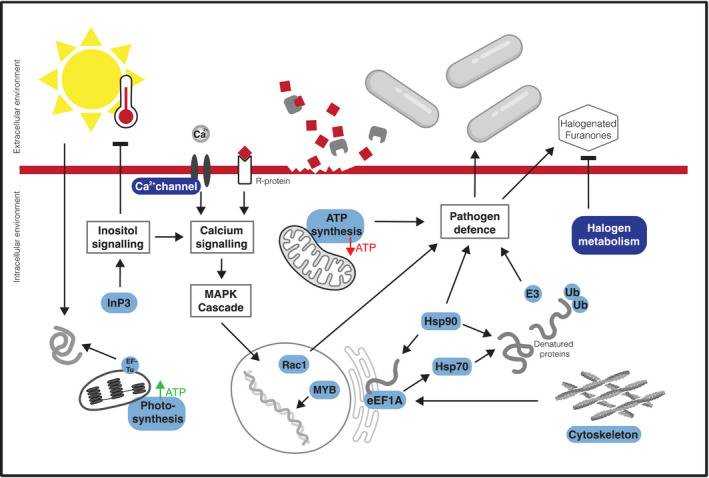 Extracellular environment
Intracellular environment
Ca²⁺
Ca²⁺channel
R-protein
Halogenated
Furanones
Inositol
signalling
Calcium
signalling
ATP
synthesis
ATP
Pathogen
defence
Halogen
metabolism
InP3
MAPK
Cascade
E3
Ub
Ub
Hsp90
Denatured
proteins
EF-
Tu
ATP
Photo-
synthesis
Rac1
MYB
Hsp70
eEF1A
Cytoskeleton